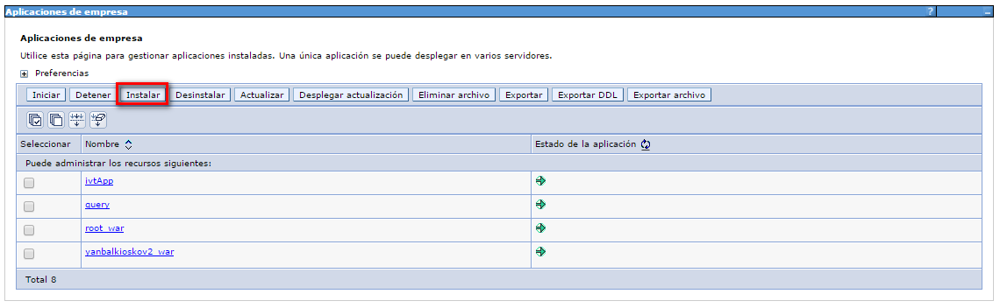 Aplicaciones de empresa ? _
Aplicaciones de empresa
Utilice esta página para gestionar aplicaciones instaladas. Una única aplicación se puede desplegar en varios servidores.
Preferencias
Iniciar Detener Instalar Desinstalar Actualizar Desplegar actualización Eliminar archivo Exportar Exportar DDL Exportar archivo
Seleccionar Nombre Estado de la aplicación
Puede administrar los recursos siguientes:
ivtApp
query
root_war
yanbalkioskov2_war
Total 8